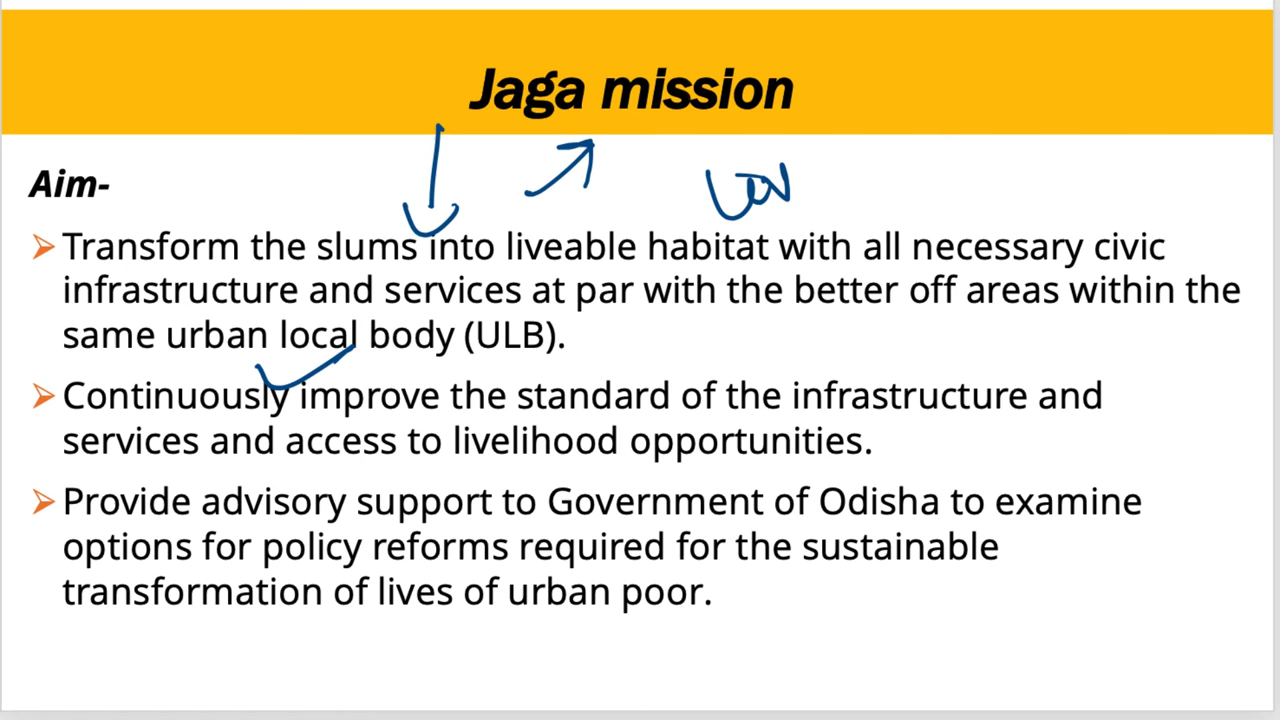 Jaga mission
Aim-
Transform the slums into liveable habitat with all necessary civic
infrastructure and services at par with the better off areas within the
same urban local body (ULB).
Continuously improve the standard of the infrastructure and
services and access to livelihood opportunities.
Provide advisory support to Government of Odisha to examine
options for policy reforms required for the sustainable
transformation of lives of urban poor.